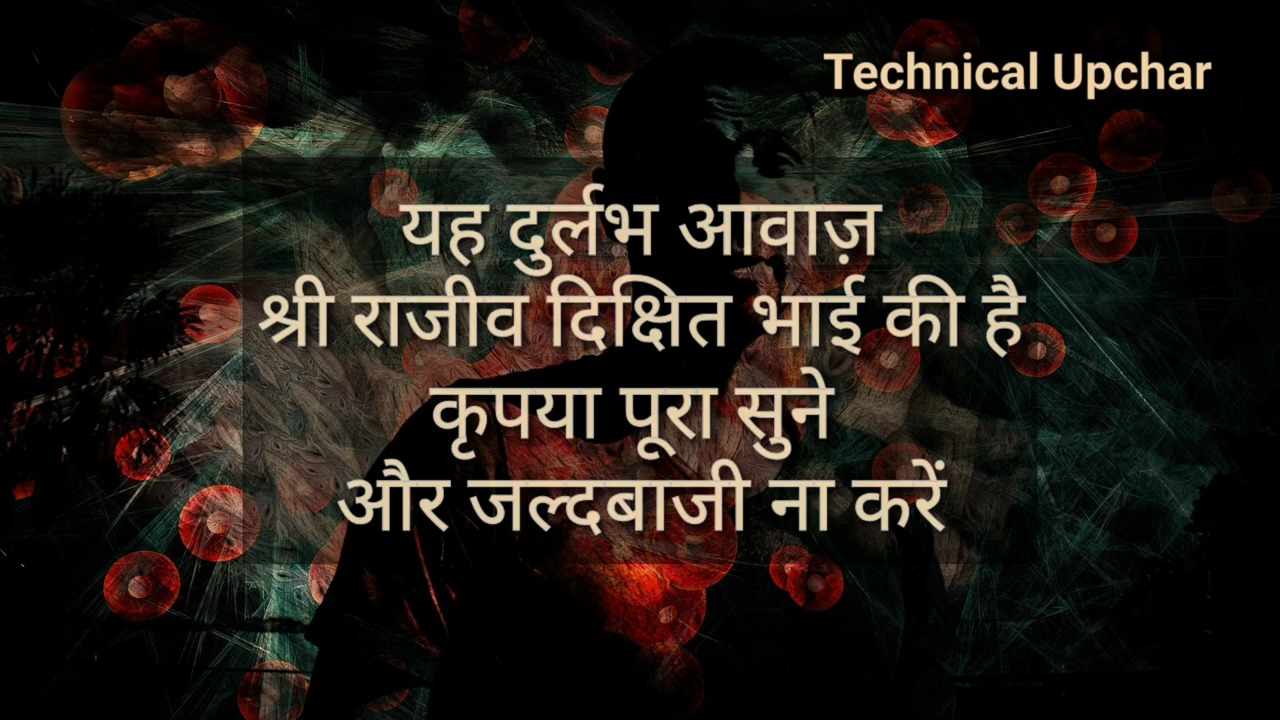 Technical Upchar
यह दुर्लभ आवाज़
श्री राजीव दिक्षित भाई की है
कृपया पूरा सुने
और जल्दबाजी ना करें